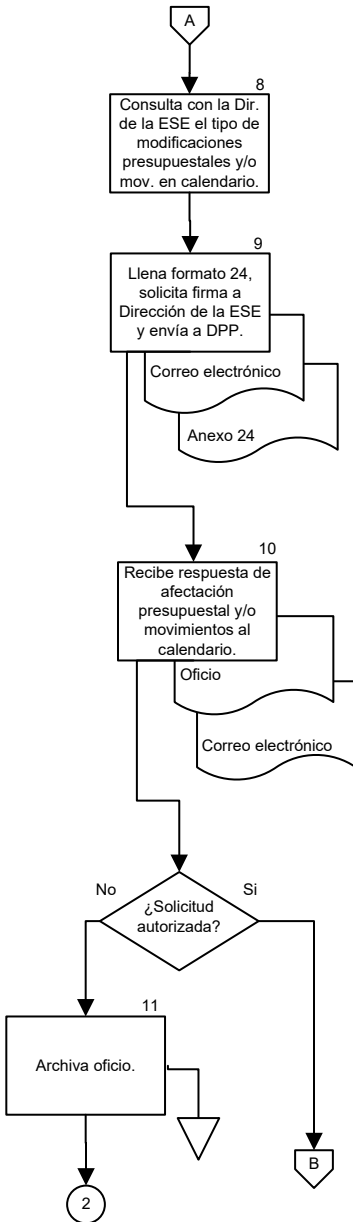 A
8
Consulta con la Dir.
de la ESE el tipo de
modificaciones
presupuestales y/o
mov. en calendario.
9
Llena formato 24,
solicita firma a
Dirección de la ESE
y envía a DPP.
Correo electrónico
Anexo 24
10
Recibe respuesta de
afectación
presupuestal y/o
movimientos al
calendario.
Oficio
Correo electrónico
No
Si
¿Solicitud
autorizada?
11
Archiva oficio.
B
2